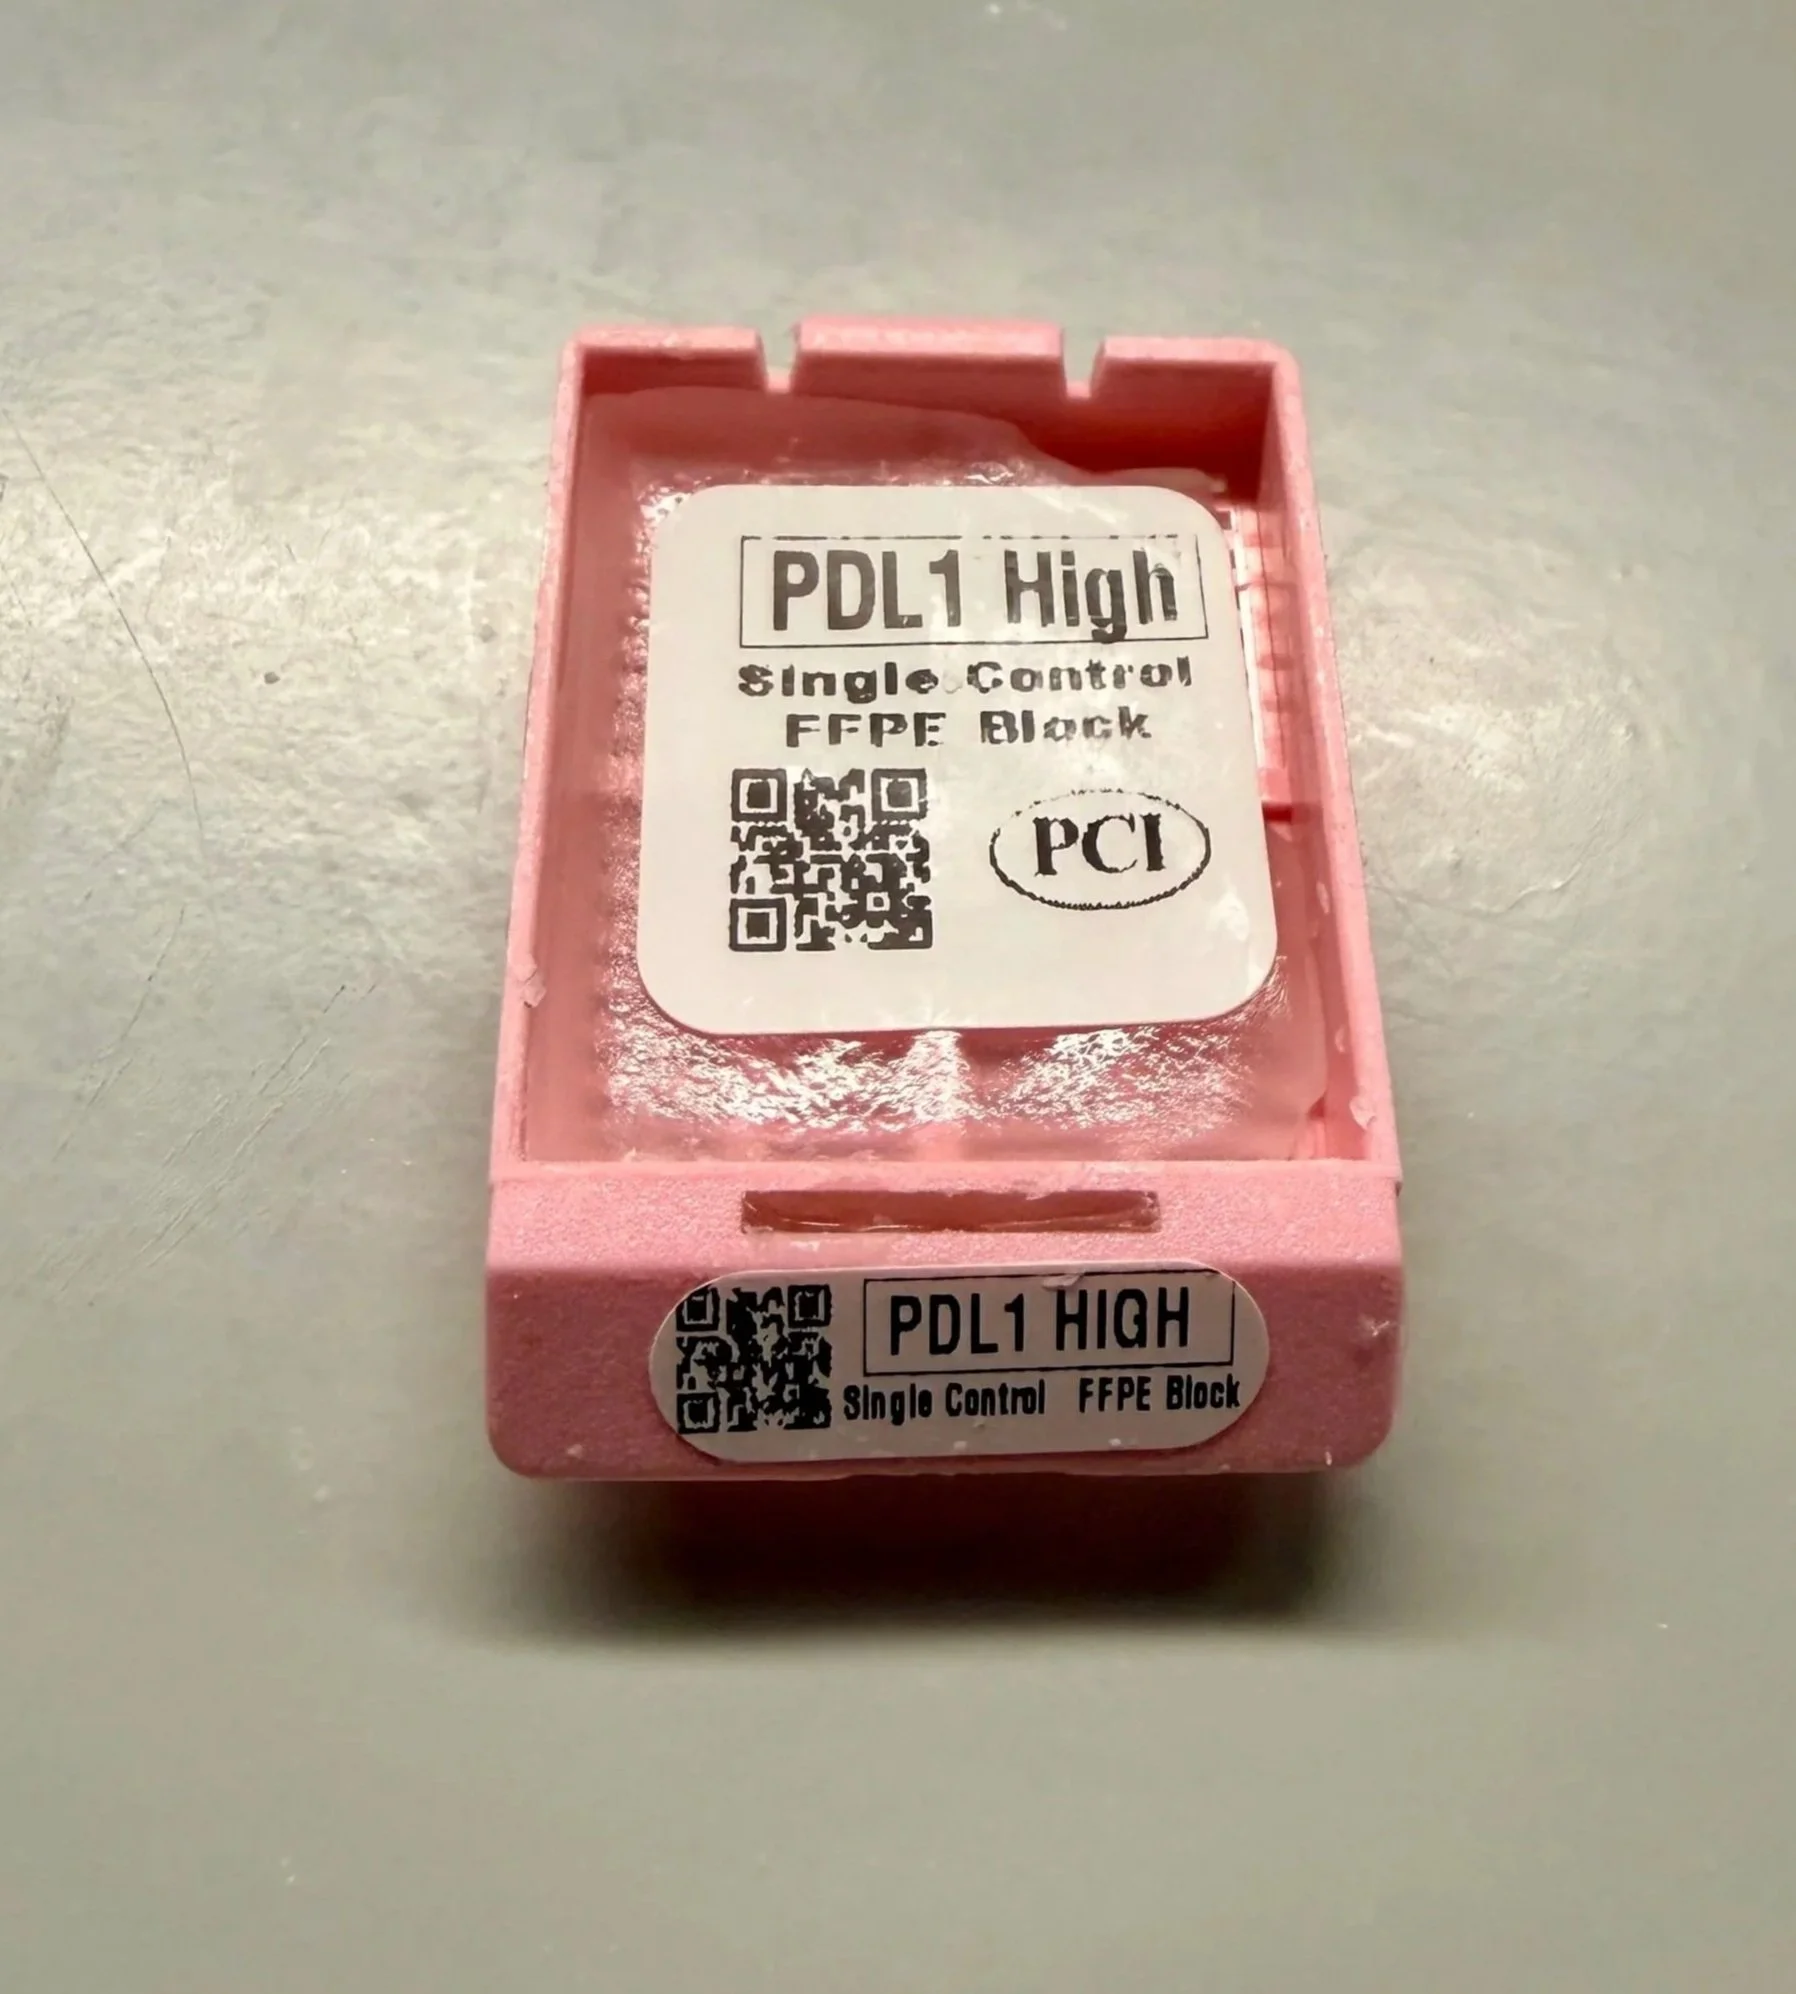 PDL1 High
Single Control
FFPE Block
PCI
PDL1 HIGH
Single Control FFPE Block